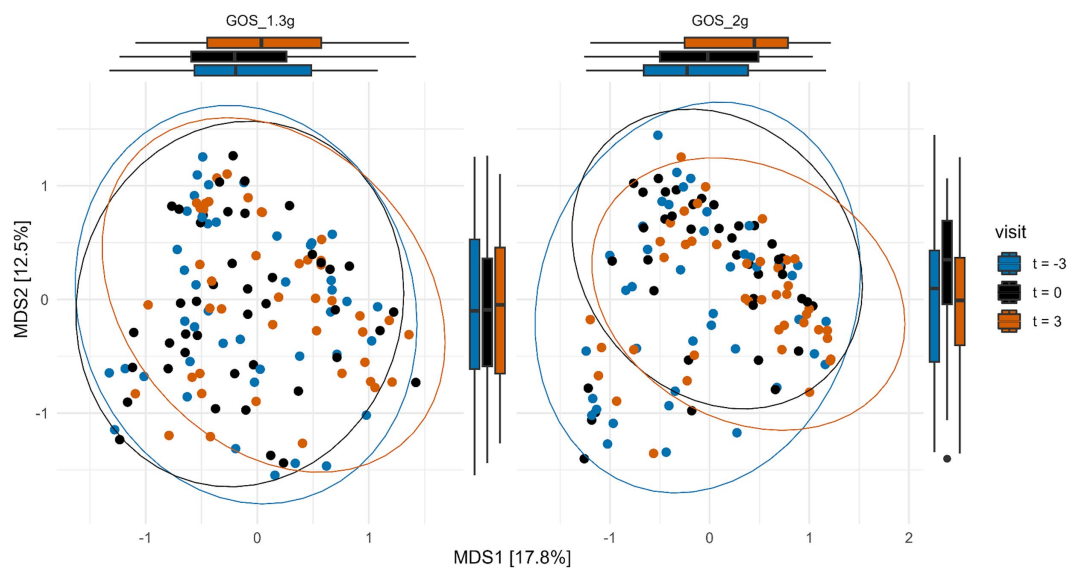 GOS_1.3g
GOS_2g
MDS2 [12.5%]
1
0
-1
-1
0
1
-1
0
1
2
MDS1 [17.8%]
visit
t = -3
t = 0
t = 3